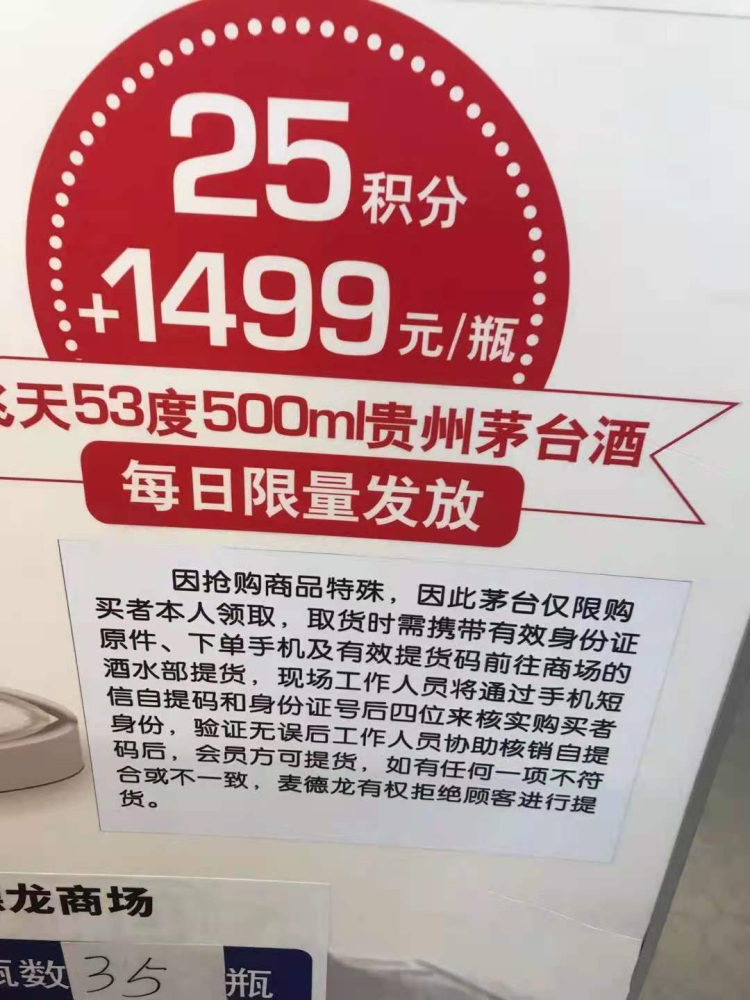 25积分
+1499元/瓶
飞天53度500ml贵州茅台酒
每日限量发放
因抢购商品特殊，因此茅台仅限购
买者本人领取，取货时需携带有效身份证
原件、下单手机及有效提货码前往商场的
酒水部提货，现场工作人员将通过手机短
信自提码和身份证号后四位来核实购买者
身份，验证无误后工作人员协助核销自提
码后，会员方可提货，如有任何一项不符
合或不一致，麦德龙有权拒绝顾客进行提
货。
德龙商场
瓶数35瓶